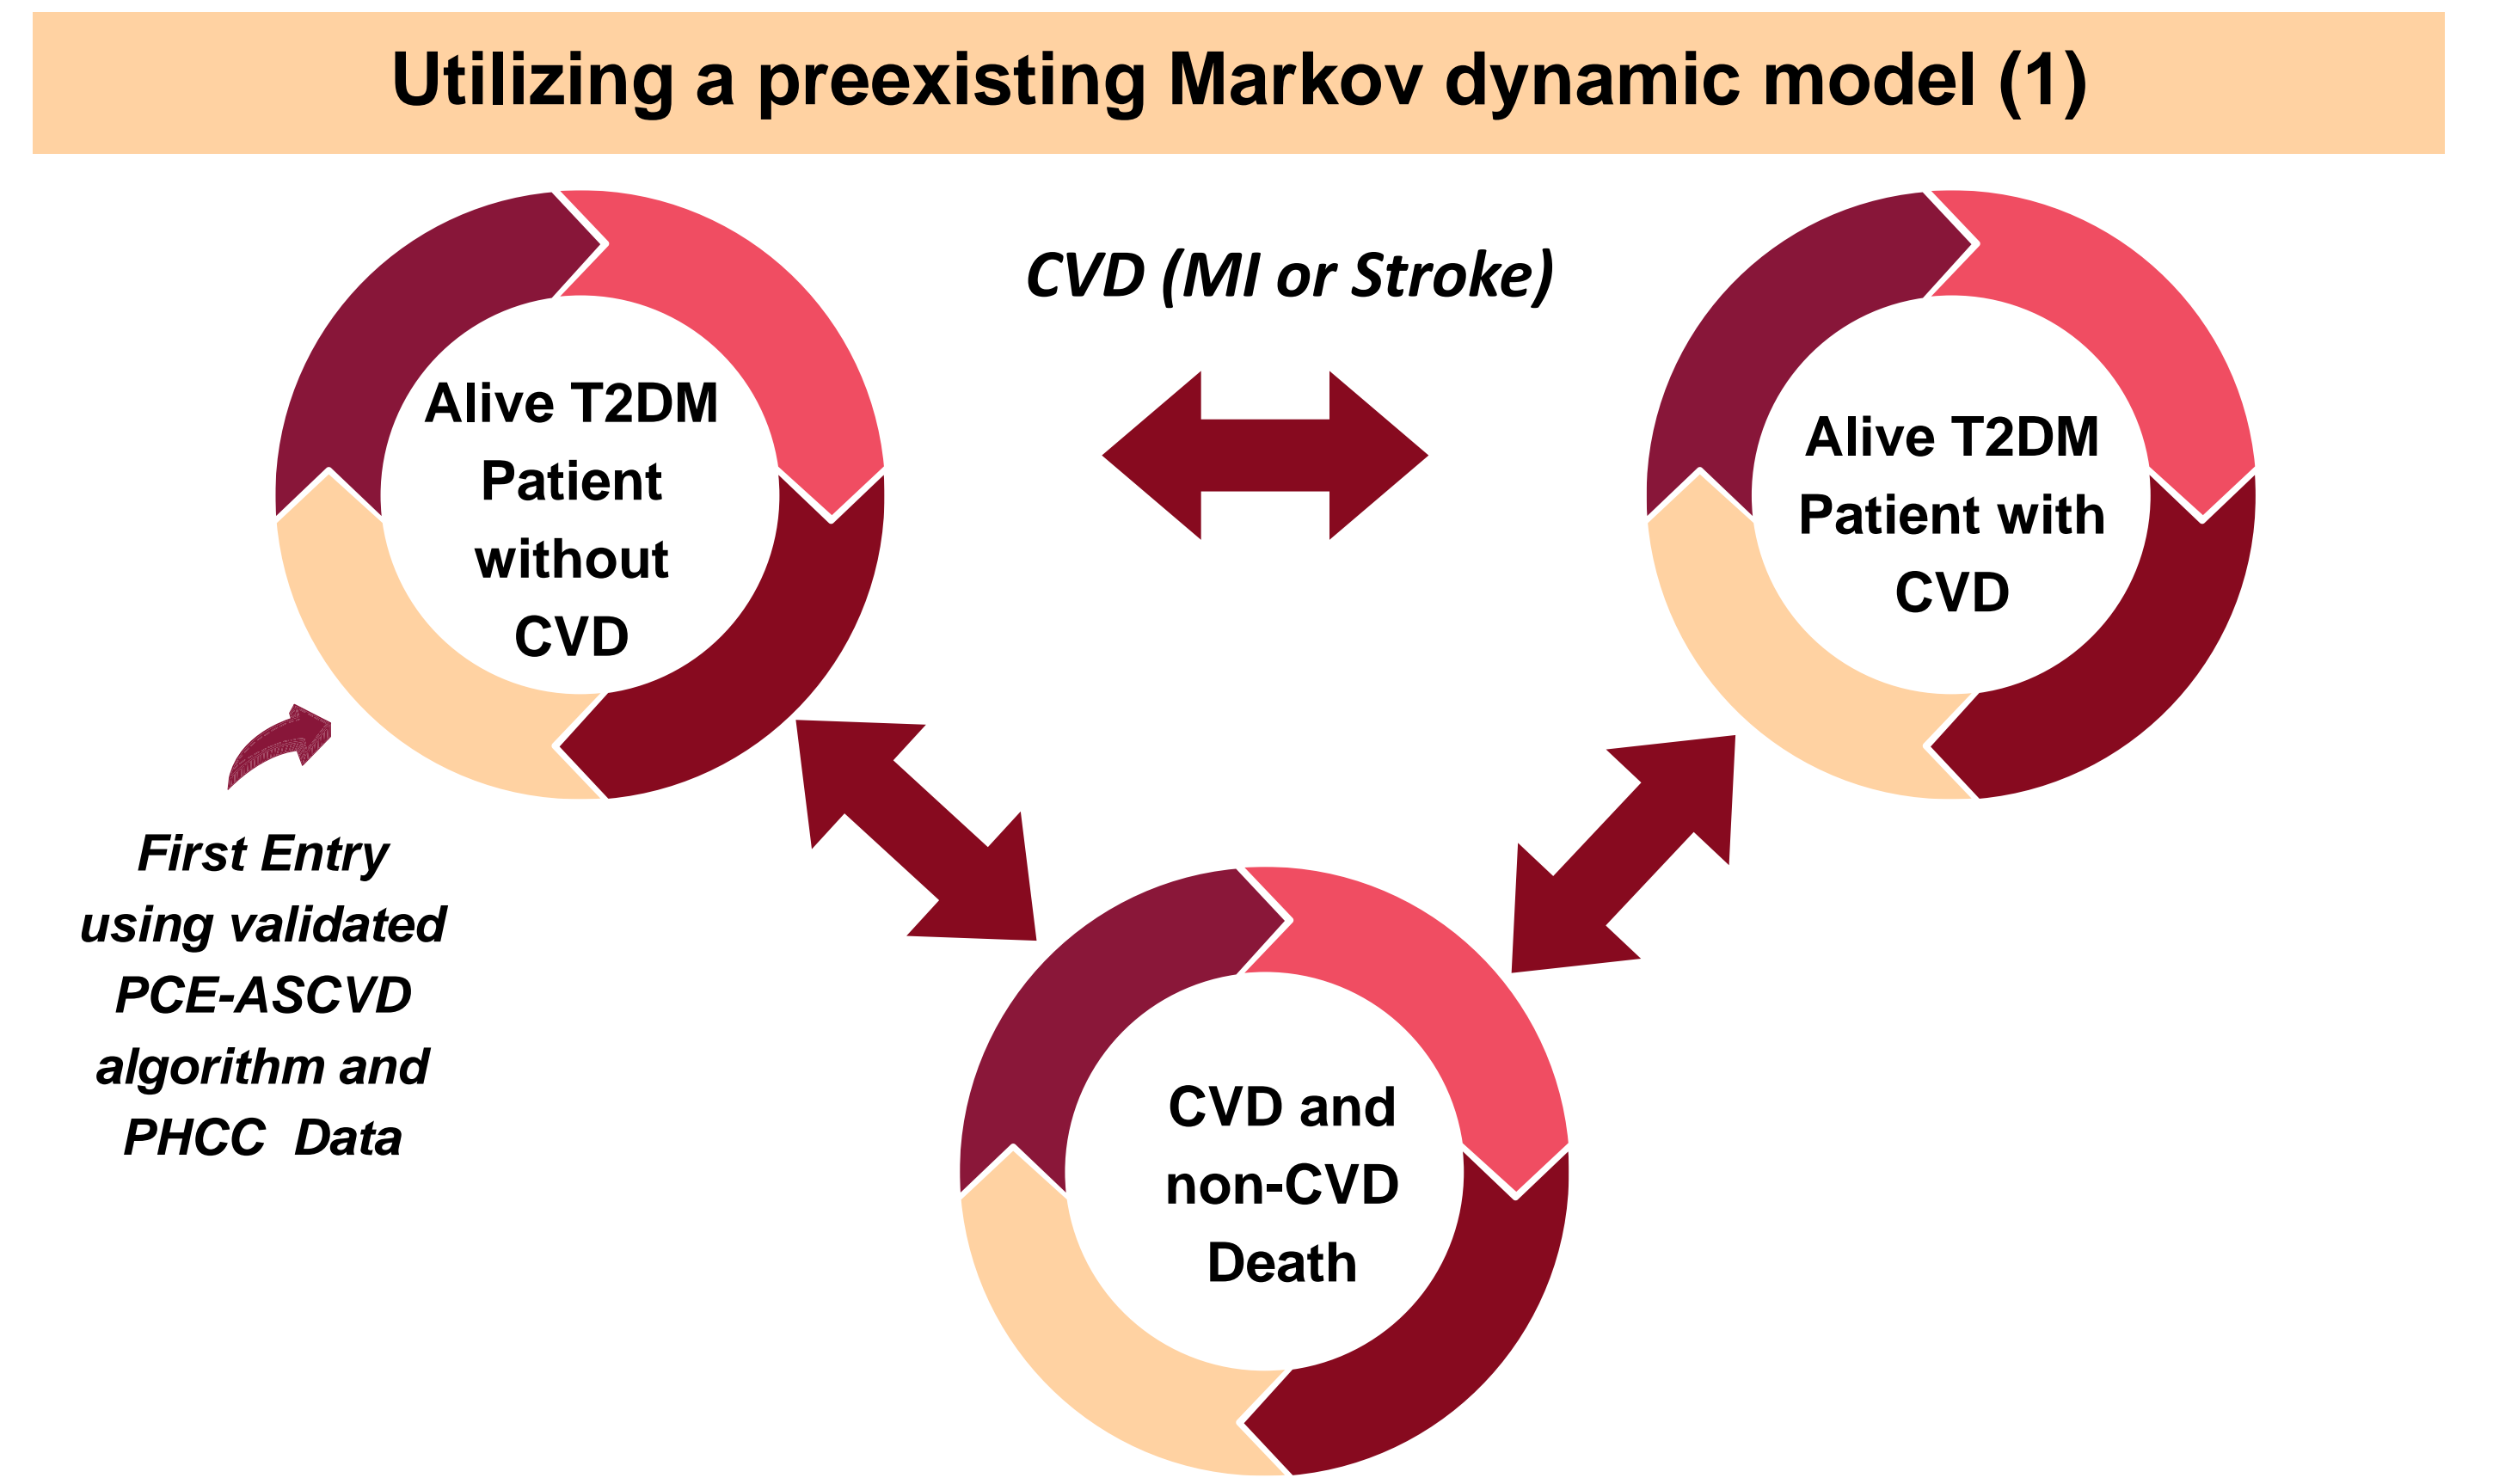 Utilizing a preexisting Markov dynamic model (1)
CVD (MI or Stroke)
Alive T2DM
Patient
without
CVD
Alive T2DM
Patient with
CVD
First Entry
using validated
PCE-ASCVD
algorithm and
PHCC Data
CVD and
non-CVD
Death